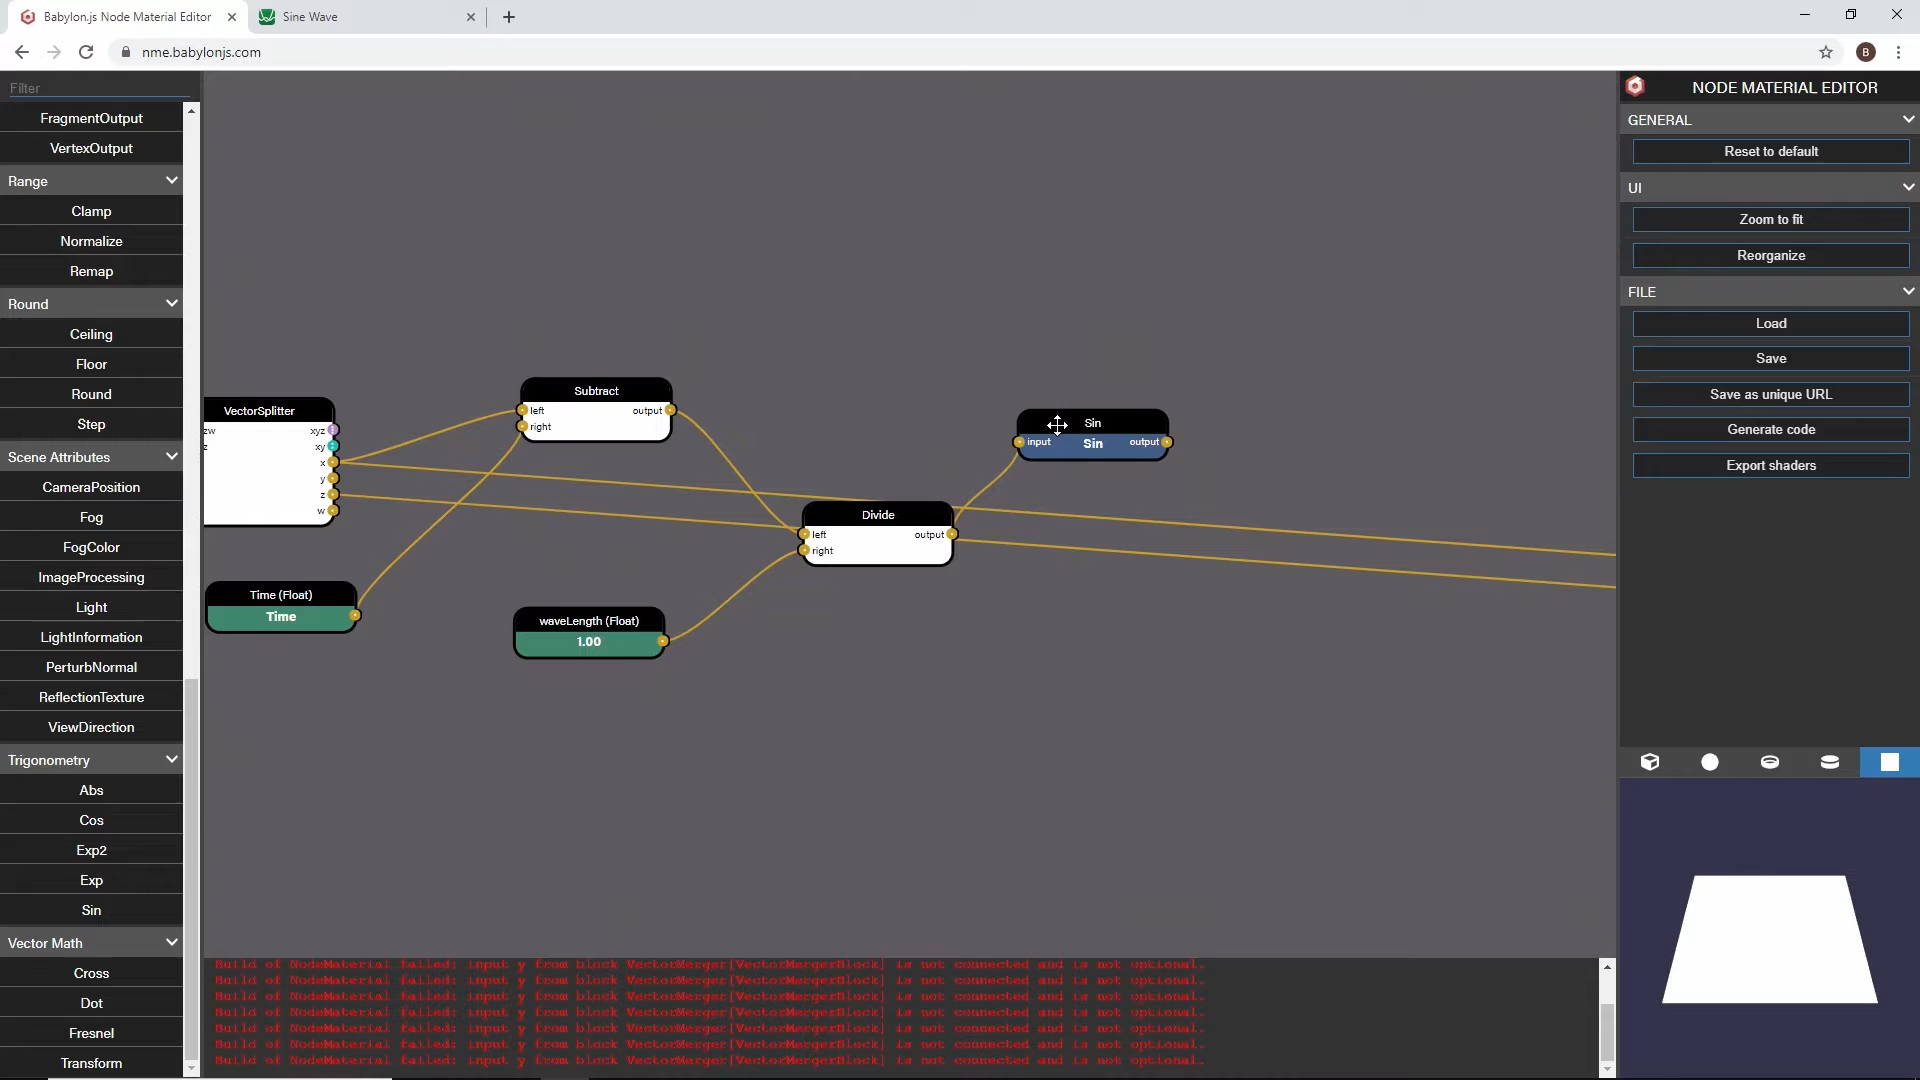 Babylon.js Node Material Editor
Sine Wave
nme.babylonjs.com
B
Filter
FragmentOutput
VertexOutput
Range
Clamp
Normalize
Remap
Round
Ceiling
Floor
Round
Step
Scene Attributes
CameraPosition
Fog
FogColor
ImageProcessing
Light
LightInformation
PerturbNormal
ReflectionTexture
ViewDirection
Trigonometry
Abs
Cos
Exp2
Exp
Sin
Vector Math
Cross
Dot
Fresnel
Transform
VectorSplitter
zw xyz
z xy
x
y
z
w
Time (Float)
Time
Subtract
left output
right
waveLength (Float)
1.00
Divide
left output
right
Sin
input Sin output
Build of NodeMaterial failed: input y from block VectorMerger[VectorMergerBlock] is not connected and is not optional.
Build of NodeMaterial failed: input y from block VectorMerger[VectorMergerBlock] is not connected and is not optional.
Build of NodeMaterial failed: input y from block VectorMerger[VectorMergerBlock] is not connected and is not optional.
Build of NodeMaterial failed: input y from block VectorMerger[VectorMergerBlock] is not connected and is not optional.
Build of NodeMaterial failed: input y from block VectorMerger[VectorMergerBlock] is not connected and is not optional.
Build of NodeMaterial failed: input y from block VectorMerger[VectorMergerBlock] is not connected and is not optional.
Build of NodeMaterial failed: input y from block VectorMerger[VectorMergerBlock] is not connected and is not optional.
NODE MATERIAL EDITOR
GENERAL
Reset to default
UI
Zoom to fit
Reorganize
FILE
Load
Save
Save as unique URL
Generate code
Export shaders